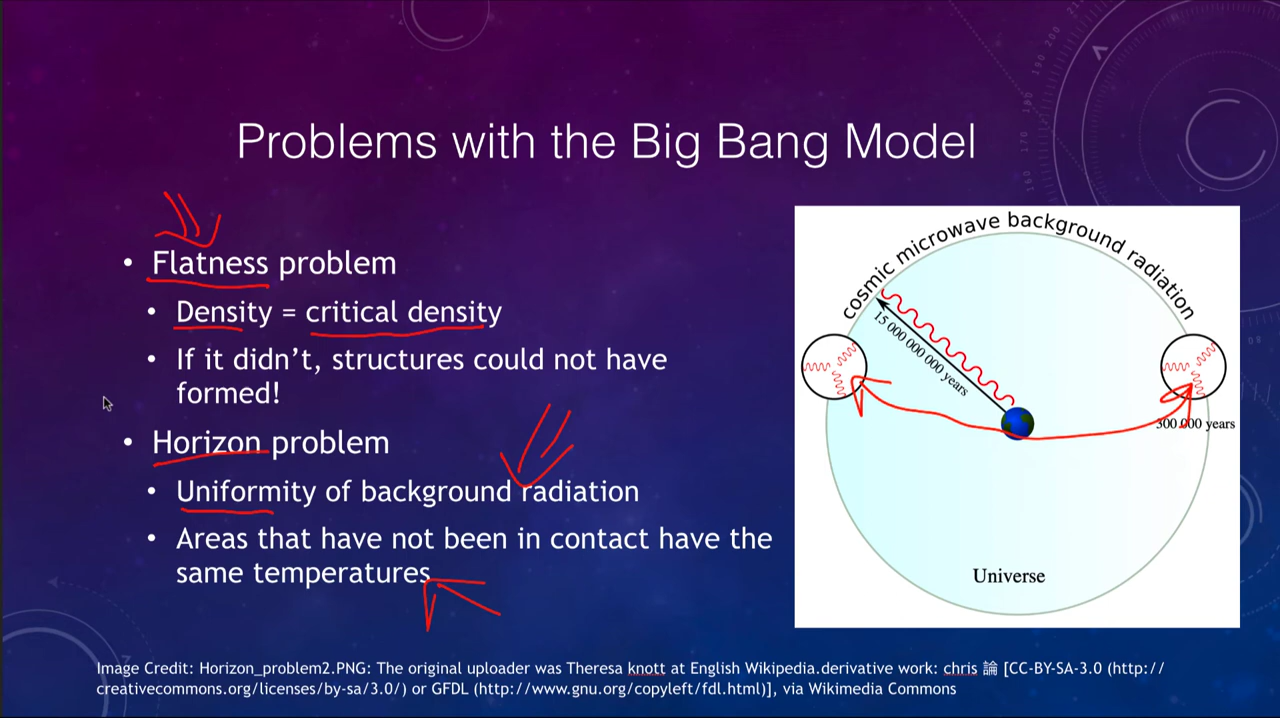 Problems with the Big Bang Model
• Flatness problem
• Density = critical density
• If it didn't, structures could not have
formed!
• Horizon problem
• Uniformity of background radiation
• Areas that have not been in contact have the
same temperatures
cosmic microwave background radiation
15 000 000 000 years
300 000 years
Universe
Image Credit: Horizon_problem2.PNG: The original uploader was Theresa knott at English Wikipedia.derivative work: chris 論 [CC-BY-SA-3.0 (http://
creativecommons.org/licenses/by-sa/3.0/) or GFDL (http://www.gnu.org/copyleft/fdl.html)], via Wikimedia Commons